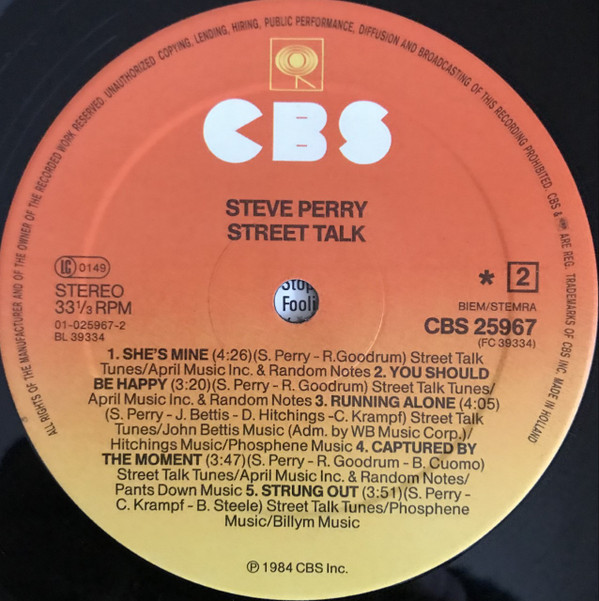 ALL RIGHTS OF THE MANUFACTURER AND OF THE OWNER OF THE RECORDED WORK RESERVED. UNAUTHORIZED COPYING, LENDING, HIRING, PUBLIC PERFORMANCE, DIFFUSION AND BROADCASTING OF THIS RECORDING PROHIBITED. CBS & ARE REG. TRADEMARKS OF CBS INC. MADE IN HOLLAND
CBS
STEVE PERRY
STREET TALK
LC 0149
STEREO
33 1/3 RPM
01-025967-2
BL 39334
Stop
Fooli
* 2
BIEM/STEMRA
CBS 25967
(FC 39334)
1. SHE'S MINE (4:26)(S. Perry - R.Goodrum) Street Talk
Tunes/April Music Inc. & Random Notes 2. YOU SHOULD
BE HAPPY (3:20)(S. Perry - R. Goodrum) Street Talk Tunes/
April Music Inc. & Random Notes 3. RUNNING ALONE (4:05)
(S. Perry - J. Bettis - D. Hitchings -C. Krampf) Street Talk
Tunes/John Bettis Music (Adm. by WB Music Corp.)/
Hitchings Music/Phosphene Music 4. CAPTURED BY
THE MOMENT (3:47)(S. Perry - R. Goodrum - B. Cuomo)
Street Talk Tunes/April Music Inc. & Random Notes/
Pants Down Music 5. STRUNG OUT (3:51)(S. Perry -
C. Krampf - B. Steele) Street Talk Tunes/Phosphene
Music/Billym Music
℗ 1984 CBS Inc.